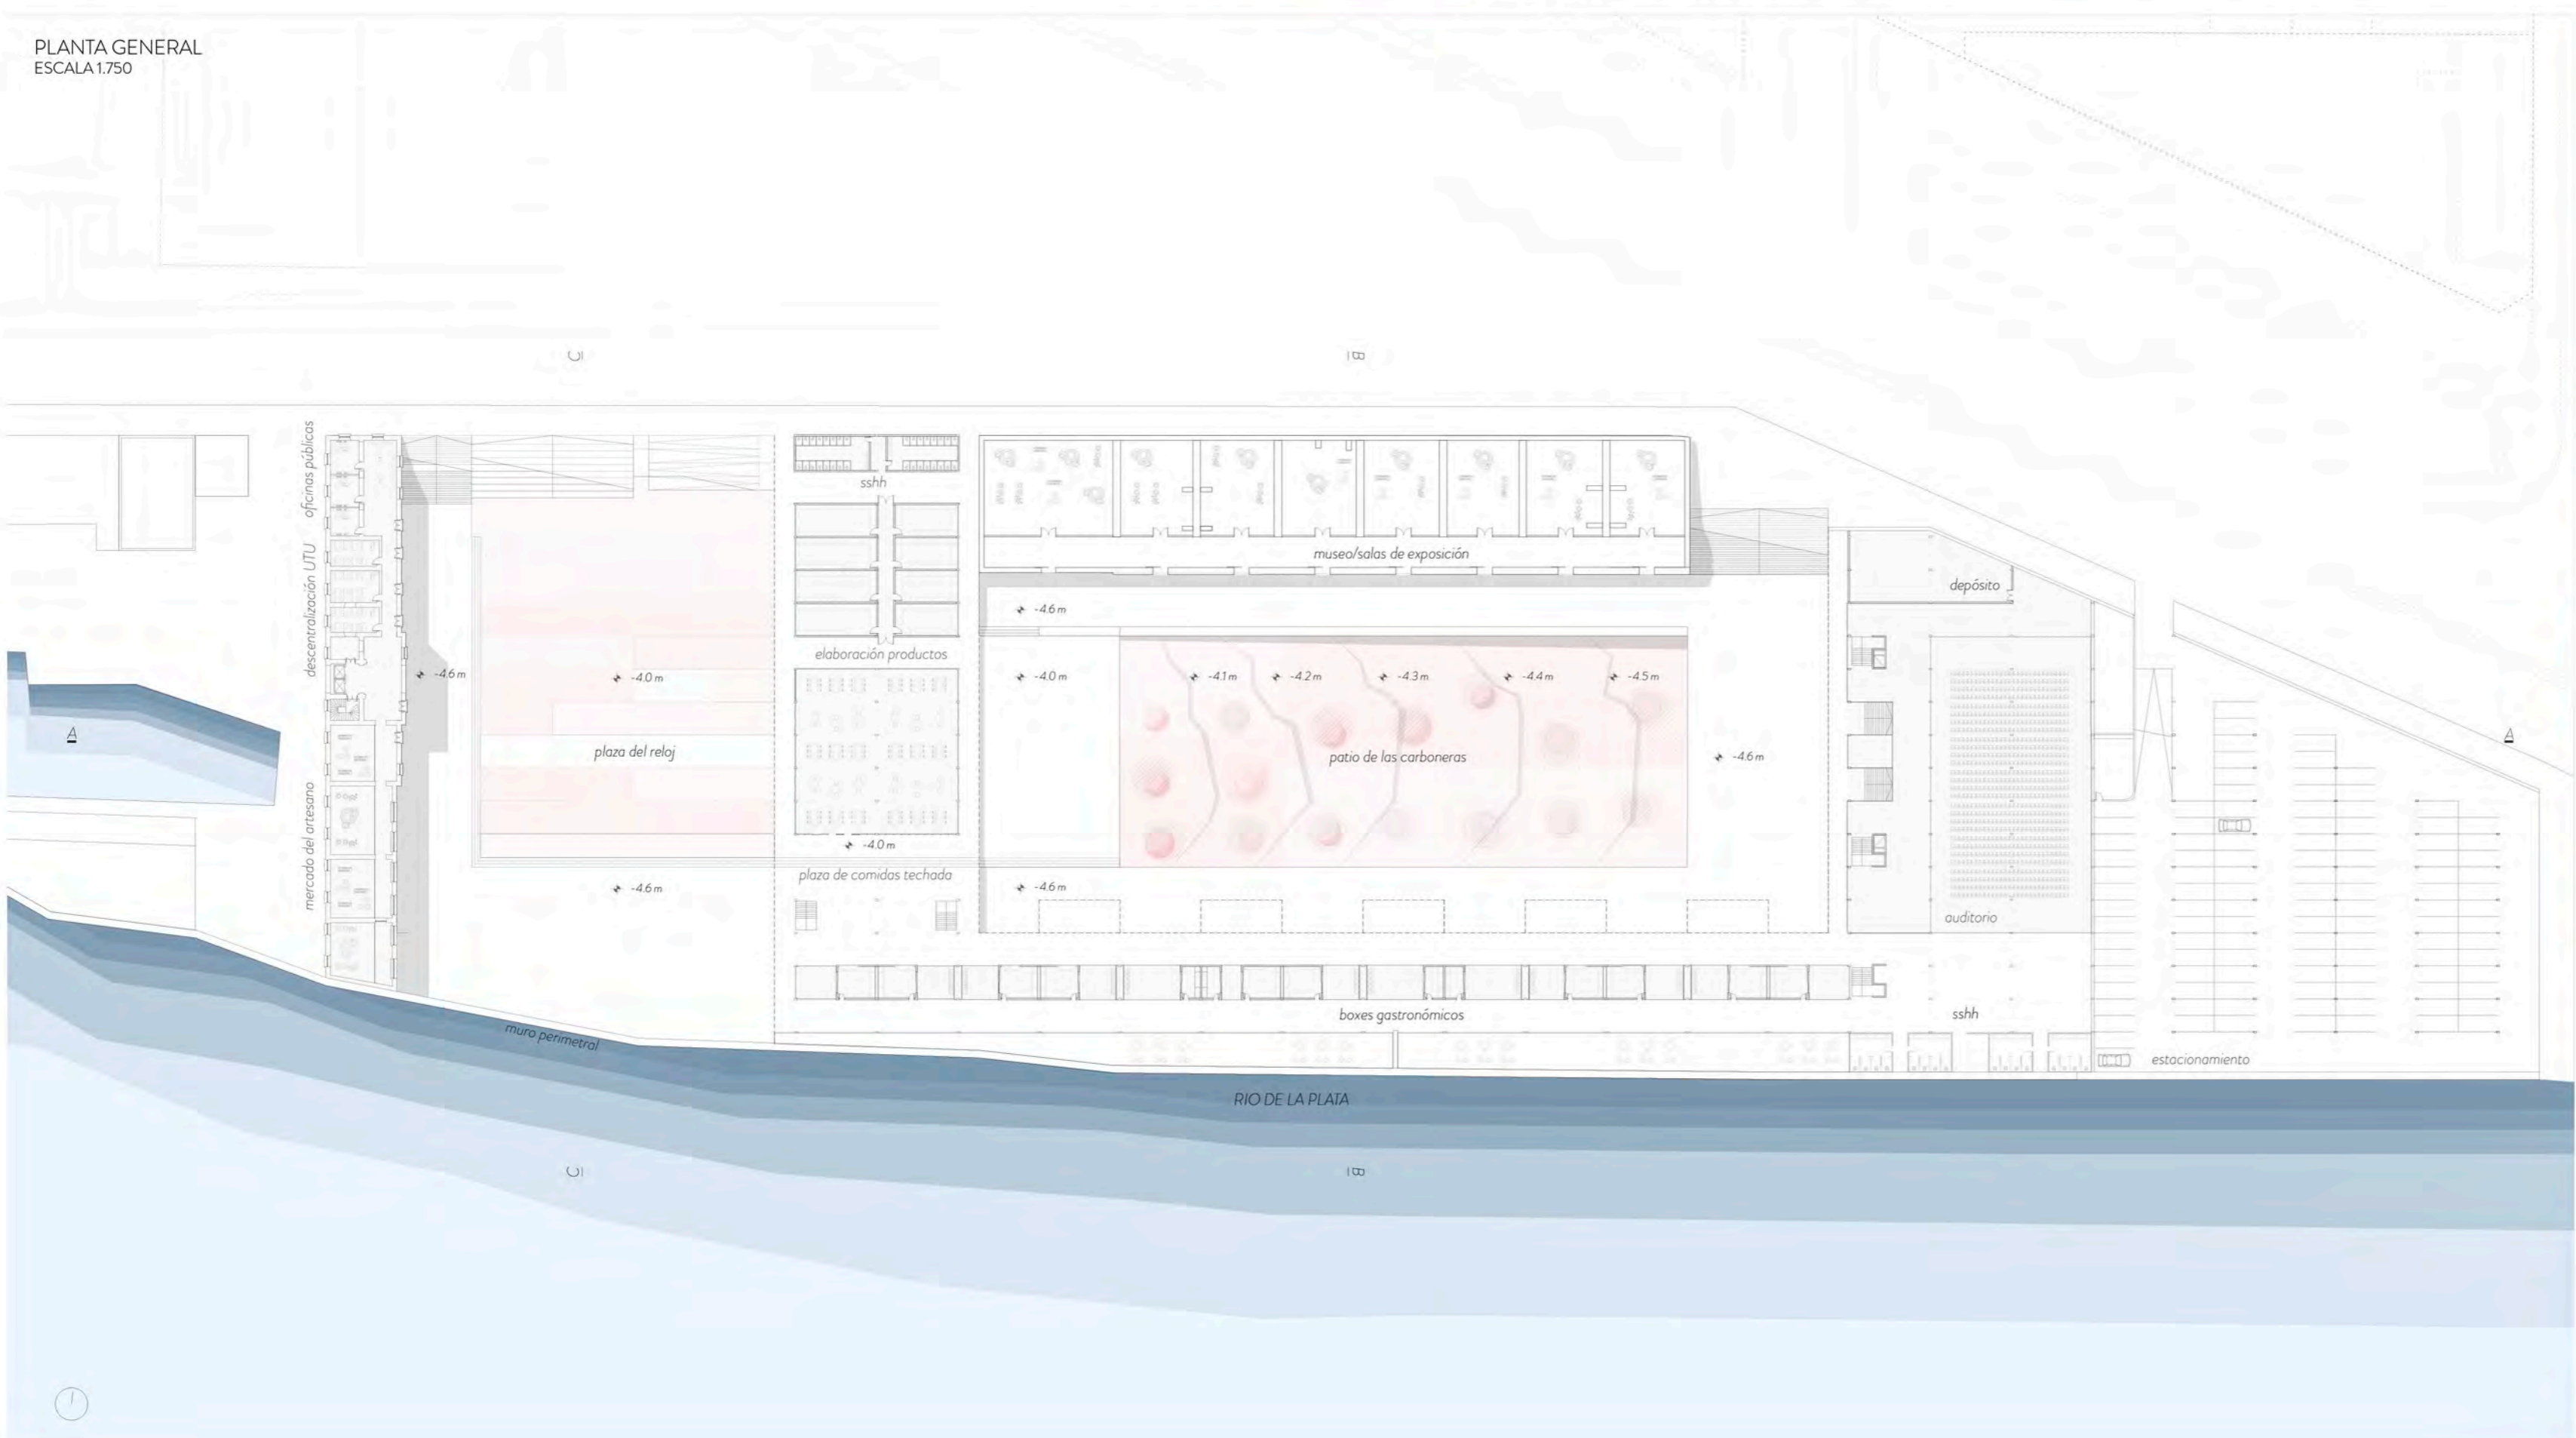 PLANTA GENERAL
ESCALA 1.750
C
B
oficinas públicas
descentralización UTU
mercado del artesano
sshh
museo/salas de exposición
depósito
-4.6 m
elaboración productos
-4.6 m
-4.0 m
-4.0 m
-4.1 m
-4.2 m
-4.3 m
-4.4 m
-4.5 m
A
A
plaza del reloj
patio de las carboneras
-4.6 m
-4.0 m
plaza de comidas techada
-4.6 m
-4.6 m
auditorio
boxes gastronómicos
sshh
muro perimetral
estacionamiento
RIO DE LA PLATA
C
B